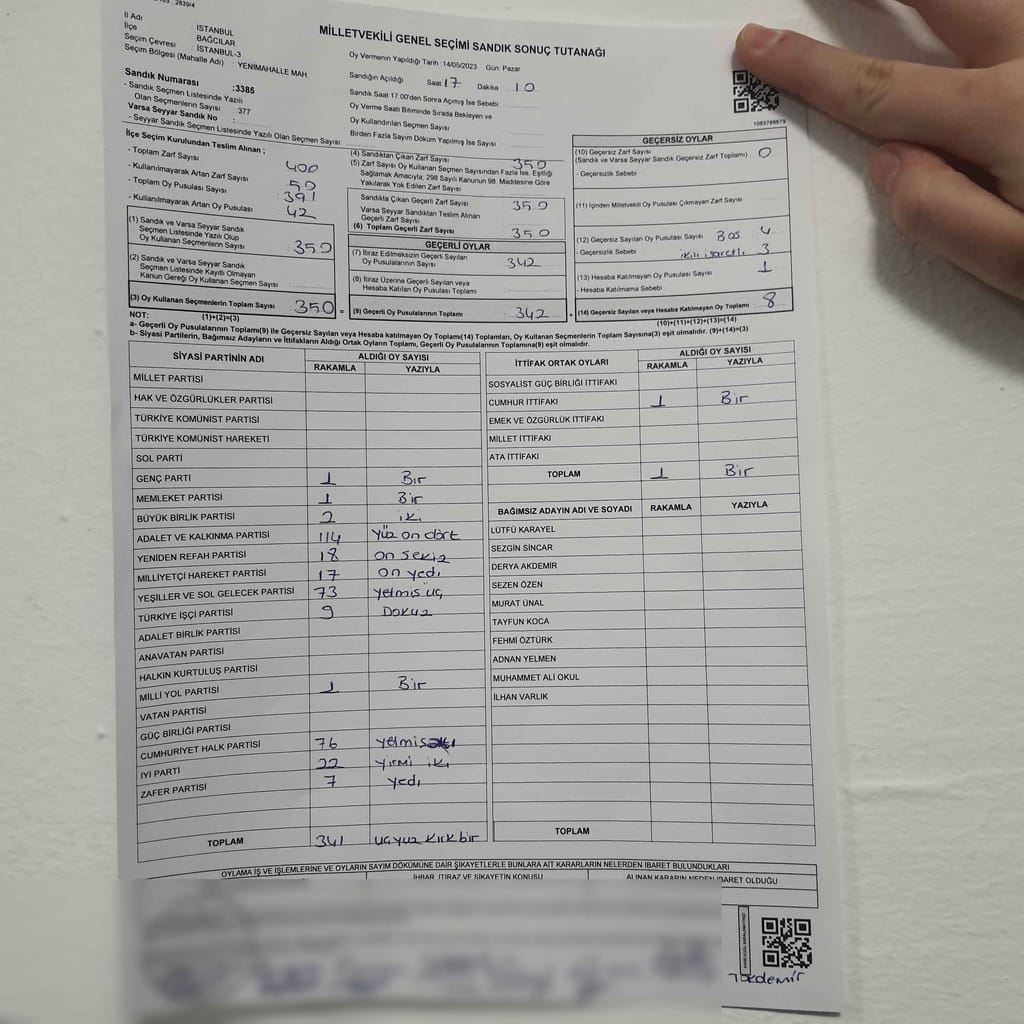 2839/4
İl Adı : İSTANBUL
İlçe : BAĞCILAR
Seçim Çevresi : İSTANBUL-3
Seçim Bölgesi (Mahalle Adı) : YENİMAHALLE MAH
MİLLETVEKİLİ GENEL SEÇİMİ SANDIK SONUÇ TUTANAĞI
Oy Vermenin Yapıldığı Tarih :14/05/2023 Gün: Pazar
Sandığın Açıldığı Saat 17 Dakika 10
Sandık Saat 17.00'den Sonra Açımış İse Sebebi
Oy Verme Saati Bitiminde Sırada Bekleyen ve
Oy Kullandırılan Seçmen Sayısı
Birden Fazla Sayım Döküm Yapılmış İse Sayısı
1083788679
Sandık Numarası :3385
- Sandık Seçmen Listesinde Yazılı
Olan Seçmenlerin Sayısı : 377
Varsa Seyyar Sandık No :
- Seyyar Sandık Seçmen Listesinde Yazılı Olan Seçmen Sayısı:
İlçe Seçim Kurulundan Teslim Alınan ;
- Toplam Zarf Sayısı 400
- Kullanılmayarak Artan Zarf Sayısı 50
- Toplam Oy Pusulası Sayısı 391
- Kullanılmayarak Artan Oy Pusulası 42
(1) Sandık ve Varsa Seyyar Sandık
Seçmen Listesinde Yazılı Olup
Oy Kullanan Seçmenlerin Sayısı 350
(2) Sandık ve Varsa Seyyar Sandık
Seçmen Listesinde Kayıtlı Olmayan
Kanun Gereği Oy Kullanan Seçmen Sayısı
(3) Oy Kullanan Seçmenlerin Toplam Sayısı 350
(1)+(2)=(3)
(4) Sandıktan Çıkan Zarf Sayısı 350
(5) Zarf Sayısı Oy Kullanan Seçmen Sayısından Fazla İse, Eşitliği
Sağlamak Amacıyla; 298 Sayılı Kanunun 98. Maddesine Göre
Yakılarak Yok Edilen Zarf Sayısı
Sandıkta Çıkan Geçerli Zarf Sayısı 350
Varsa Seyyar Sandıktan Teslim Alınan
Geçerli Zarf Sayısı
(6) Toplam Geçerli Zarf Sayısı 350
GEÇERLİ OYLAR
(7) İtiraz Edilmeksizin Geçerli Sayılan
Oy Pusulalarının Sayısı 342
(8) İtiraz Üzerine Geçerli Sayılan veya
Hesaba Katılan Oy Pusulası Toplamı
= (9) Geçerli Oy Pusulalarının Toplamı 342
GEÇERSİZ OYLAR
(10) Geçersiz Zarf Sayısı
(Sandık ve Varsa Seyyar Sandık Geçersiz Zarf Toplamı) 0
- Geçersizlik Sebebi :
(11) İçinden Milletvekili Oy Pusulası Çıkmayan Zarf Sayısı
(12) Geçersiz Sayılan Oy Pusulası Sayısı Bos 4
- Geçersizlik Sebebi ikili işaretli 3
(13) Hesaba Katılmayan Oy Pusulası Sayısı 1
- Hesaba Katılmama Sebebi :
+ (14) Geçersiz Sayılan veya Hesaba Katılmayan Oy Toplamı 8
(10)+(11)+(12)+(13)=(14)
NOT:
a- Geçerli Oy Pusulalarının Toplamı(9) ile Geçersiz Sayılan veya Hesaba katılmayan Oy Toplam(14) Toplamları, Oy Kullanan Seçmenlerin Toplam Sayısına(3) eşit olmalıdır. (9)+(14)=(3)
b- Siyasi Partilerin, Bağımsız Adayların ve İttifakların Aldığı Ortak Oyların Toplamı, Geçerli Oy Pusulalarının Toplamına(9) eşit olmalıdır.
SİYASİ PARTİNİN ADI ALDIĞI OY SAYISI
RAKAMLA YAZIYLA
MİLLET PARTİSİ
HAK VE ÖZGÜRLÜKLER PARTİSİ
TÜRKİYE KOMÜNİST PARTİSİ
TÜRKİYE KOMÜNİST HAREKETİ
SOL PARTİ
GENÇ PARTİ 1 Bir
MEMLEKET PARTİSİ 1 Bir
BÜYÜK BİRLİK PARTİSİ 2 iki
ADALET VE KALKINMA PARTİSİ 114 Yüz on dört
YENİDEN REFAH PARTİSİ 18 on sekiz
MİLLİYETÇİ HAREKET PARTİSİ 17 on yedi
YEŞİLLER VE SOL GELECEK PARTİSİ 73 yetmiş üç
TÜRKİYE İŞÇİ PARTİSİ 9 Dokuz
ADALET BİRLİK PARTİSİ
ANAVATAN PARTİSİ
HALKIN KURTULUŞ PARTİSİ
MİLLİ YOL PARTİSİ 1 Bir
VATAN PARTİSİ
GÜÇ BİRLİĞİ PARTİSİ
CUMHURİYET HALK PARTİSİ 76 yetmis
İYİ PARTİ 22 yirmi iki
ZAFER PARTİSİ 7 yedi
TOPLAM 341 üçyüz kırkbir
İTTİFAK ORTAK OYLARI ALDIĞI OY SAYISI
RAKAMLA YAZIYLA
SOSYALİST GÜÇ BİRLİĞİ İTTİFAKI
CUMHUR İTTİFAKI 1 Bir
EMEK VE ÖZGÜRLÜK İTTİFAKI
MİLLET İTTİFAKI
ATA İTTİFAKI
TOPLAM 1 Bir
BAĞIMSIZ ADAYIN ADI VE SOYADI RAKAMLA YAZIYLA
LÜTFÜ KARAYEL
SEZGİN SİNCAR
DERYA AKDEMİR
SEZEN ÖZEN
MURAT ÜNAL
TAYFUN KOCA
FEHMİ ÖZTÜRK
ADNAN YELMEN
MUHAMMET ALİ OKUL
İLHAN VARLIK
TOPLAM
OYLAMA İŞ VE İŞLEMLERİNE VE OYLARIN SAYIM DÖKÜMÜNE DAİR ŞİKAYETLERLE BUNLARA AİT KARARLARIN NELERDEN İBARET BULUNDUKLARI
İHBAR, İTİRAZ VE ŞİKAYETİN KONUSU ALINAN KARARIN NEDEN İBARET OLDUĞU